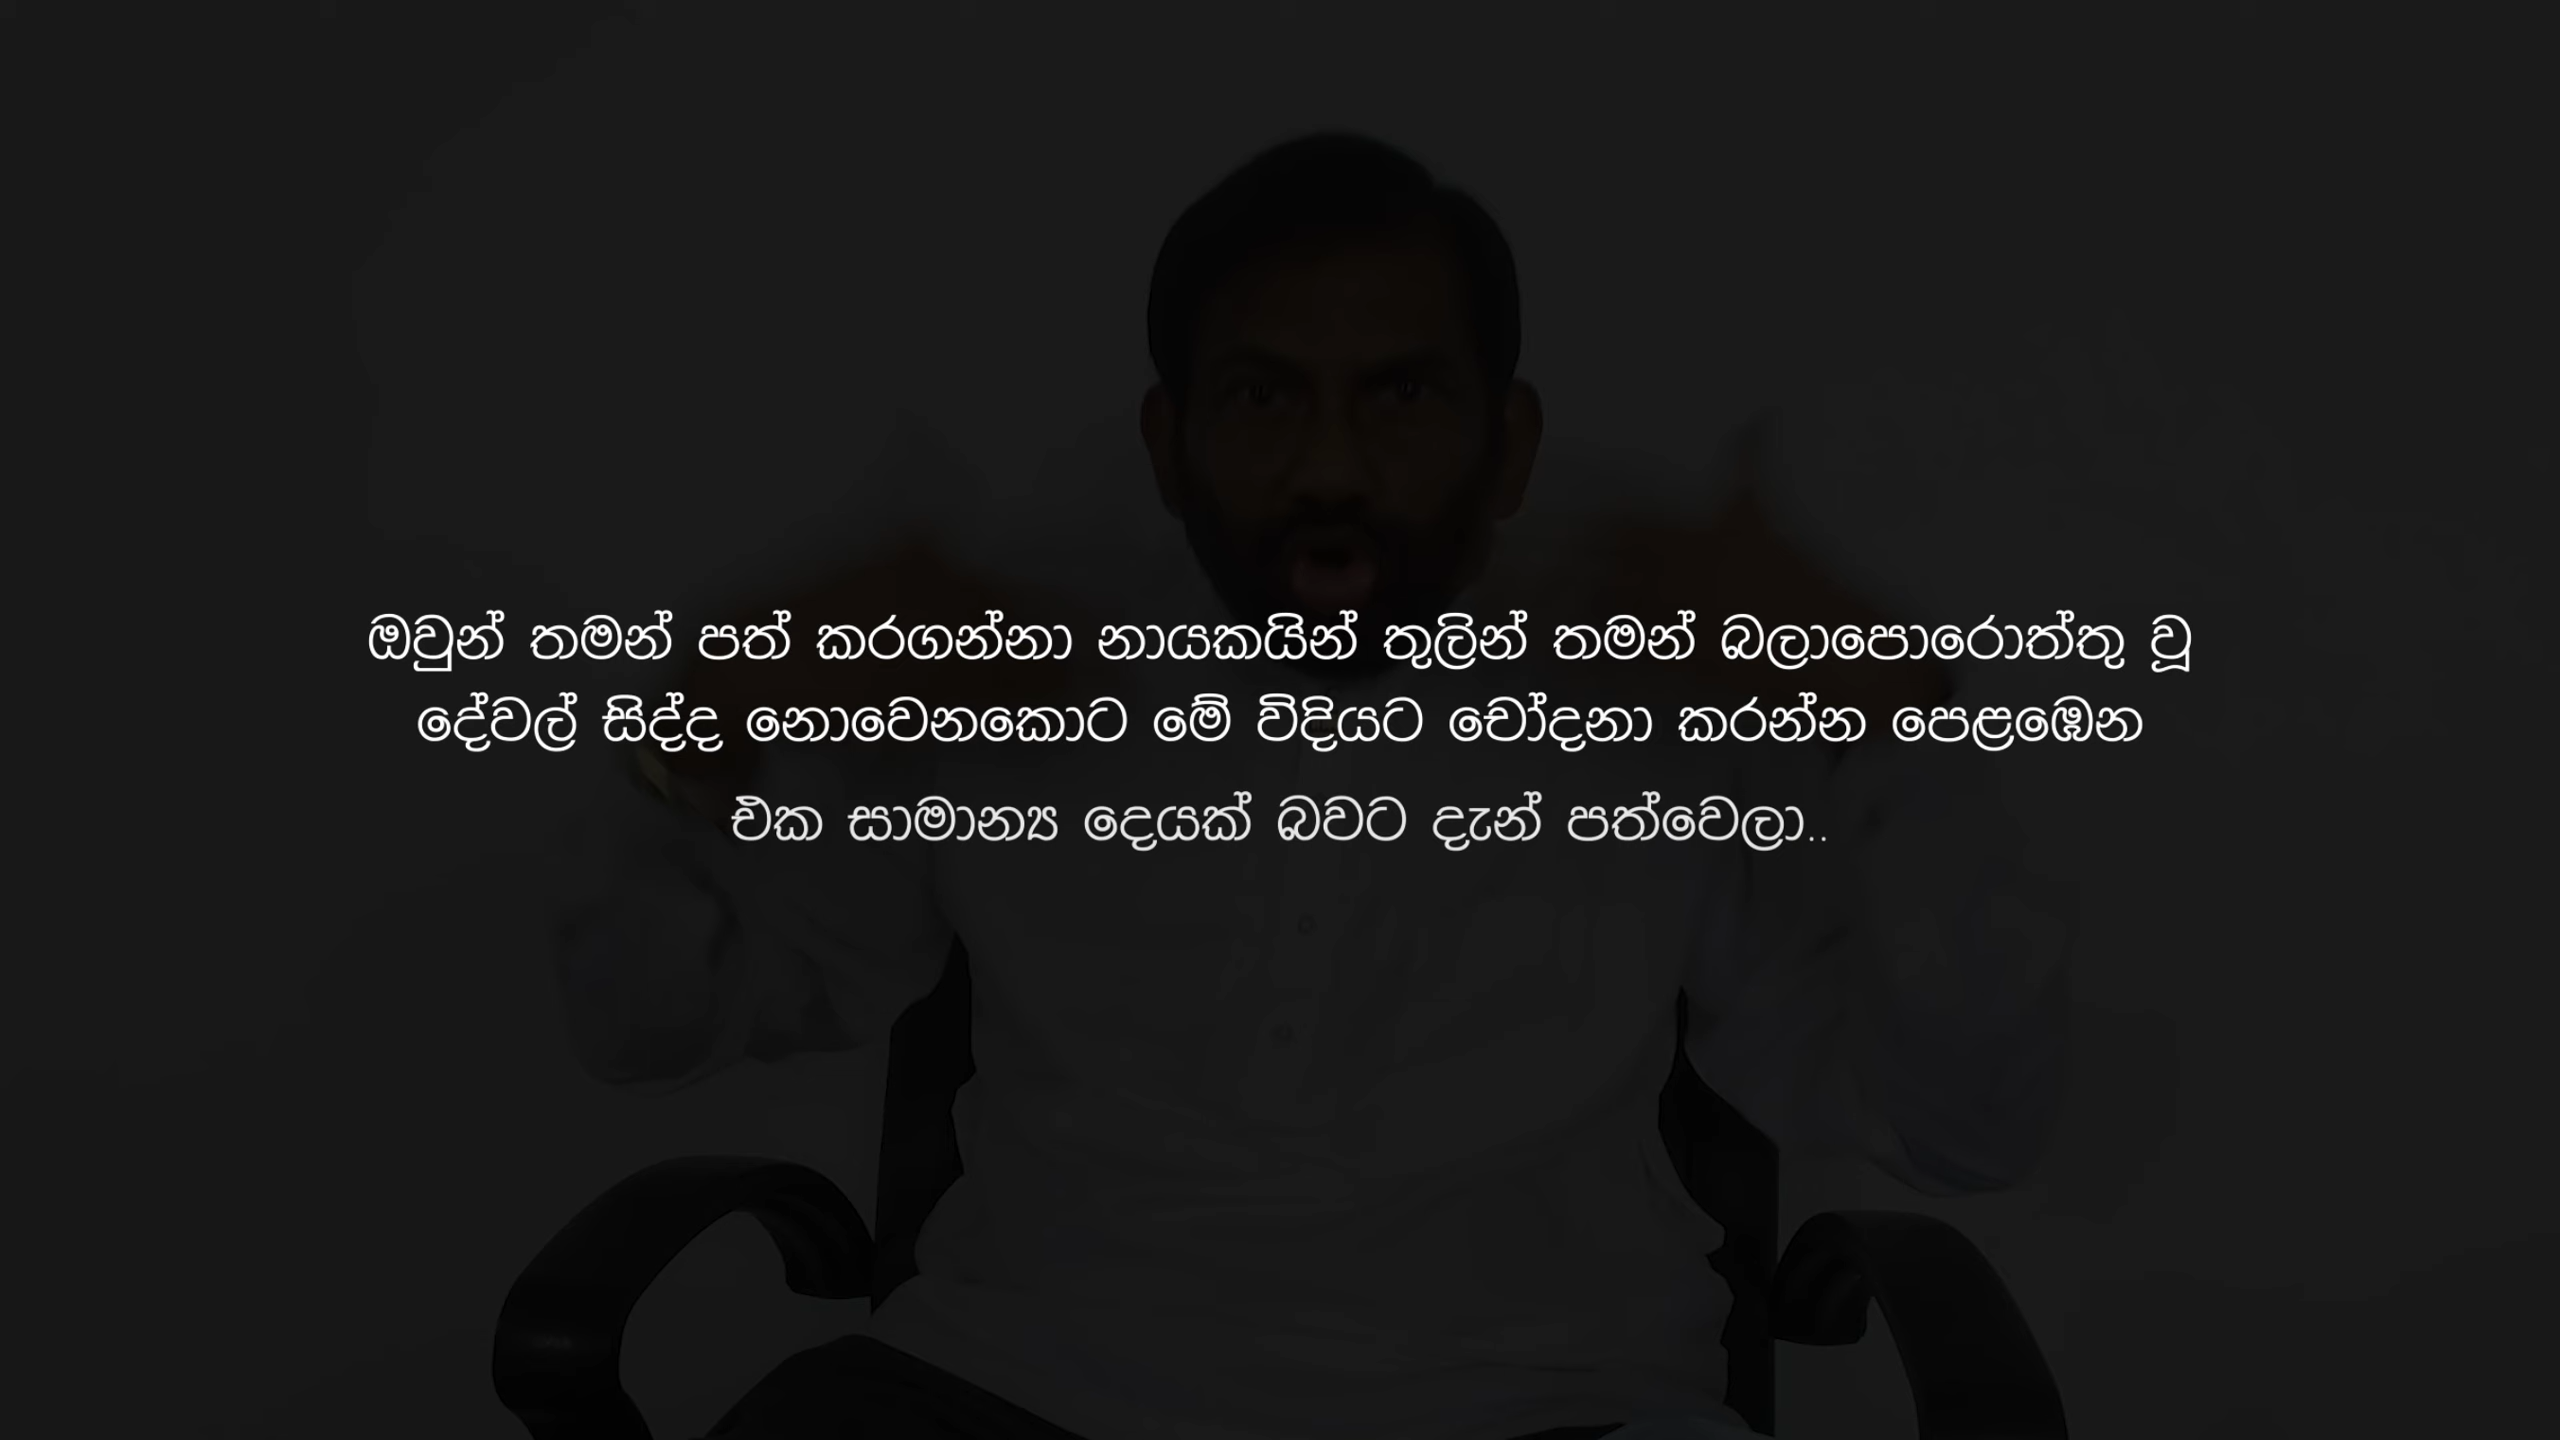 ඔවුන් තමන් පත් කරගන්නා නායකයින් තුලින් තමන් බලාපොරොත්තු වූ
දේවල් සිද්ද නොවෙනකොට මේ විදියට චෝදනා කරන්න පෙළඹෙන
එක සාමාන්‍ය දෙයක් බවට දැන් පත්වෙලා..